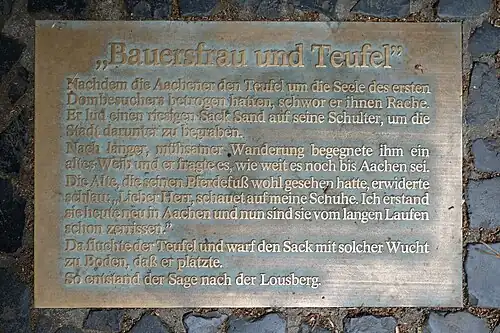 „Bauersfrau und Teufel”
Nachdem die Aachener den Teufel um die Seele des ersten
Dombesuchers betrogen hatten, schwor er ihnen Rache.
Er lud einen riesigen Sack Sand auf seine Schulter, um die
Stadt darunter zu begraben.
Nach langer, mühsamer Wanderung begegnete ihm ein
altes Weib und er fragte es, wie weit es noch bis Aachen sei.
Die Alte, die seinen Pferdefuß wohl gesehen hatte, erwiderte
schlau: „Lieber Herr, schauet auf meine Schuhe. Ich erstand
sie heute neu in Aachen und nun sind sie vom langen Laufen
schon zerrissen.”
Da fluchte der Teufel und warf den Sack mit solcher Wucht
zu Boden, daß er platzte.
So entstand der Sage nach der Lousberg.